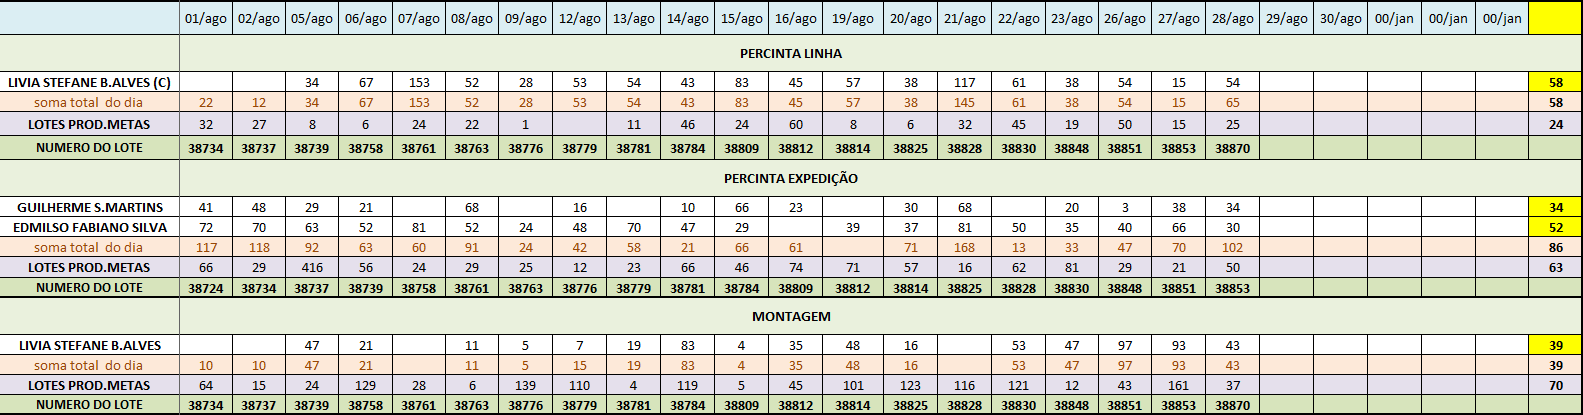 01/ago 02/ago 05/ago 06/ago 07/ago 08/ago 09/ago 12/ago 13/ago 14/ago 15/ago 16/ago 19/ago 20/ago 21/ago 22/ago 23/ago 26/ago 27/ago 28/ago 29/ago 30/ago 00/jan 00/jan 00/jan
PERCINTA LINHA
LIVIA STEFANE B.ALVES (C) 34 67 153 52 28 53 54 43 83 45 57 38 117 61 38 54 15 54 58
soma total do dia 22 12 34 67 153 52 28 53 54 43 83 45 57 38 145 61 38 54 15 65 58
LOTES PROD.METAS 32 27 8 6 24 22 1 11 46 24 60 8 6 32 45 19 50 15 25 24
NUMERO DO LOTE 38734 38737 38739 38758 38761 38763 38776 38779 38781 38784 38809 38812 38814 38825 38828 38830 38848 38851 38853 38870
PERCINTA EXPEDIÇÃO
GUILHERME S.MARTINS 41 48 29 21 68 16 10 66 23 30 68 20 3 38 34 34
EDMILSO FABIANO SILVA 72 70 63 52 81 52 24 48 70 47 29 39 37 81 50 35 40 66 30 52
soma total do dia 117 118 92 63 60 91 24 42 58 21 66 61 71 168 13 33 47 70 102 86
LOTES PROD.METAS 66 29 416 56 24 29 25 12 23 66 46 74 71 57 16 62 81 29 21 50 63
NUMERO DO LOTE 38724 38734 38737 38739 38758 38761 38763 38776 38779 38781 38784 38809 38812 38814 38825 38828 38830 38848 38851 38853
MONTAGEM
LIVIA STEFANE B.ALVES 47 21 11 5 7 19 83 4 35 48 16 53 47 97 93 43 39
soma total do dia 10 10 47 21 11 5 15 19 83 4 35 48 16 53 47 97 93 43 39
LOTES PROD.METAS 64 15 24 129 28 6 139 110 4 119 5 45 101 123 116 121 12 43 161 37 70
NUMERO DO LOTE 38734 38737 38739 38758 38761 38763 38776 38779 38781 38784 38809 38812 38814 38825 38828 38830 38848 38851 38853 38870